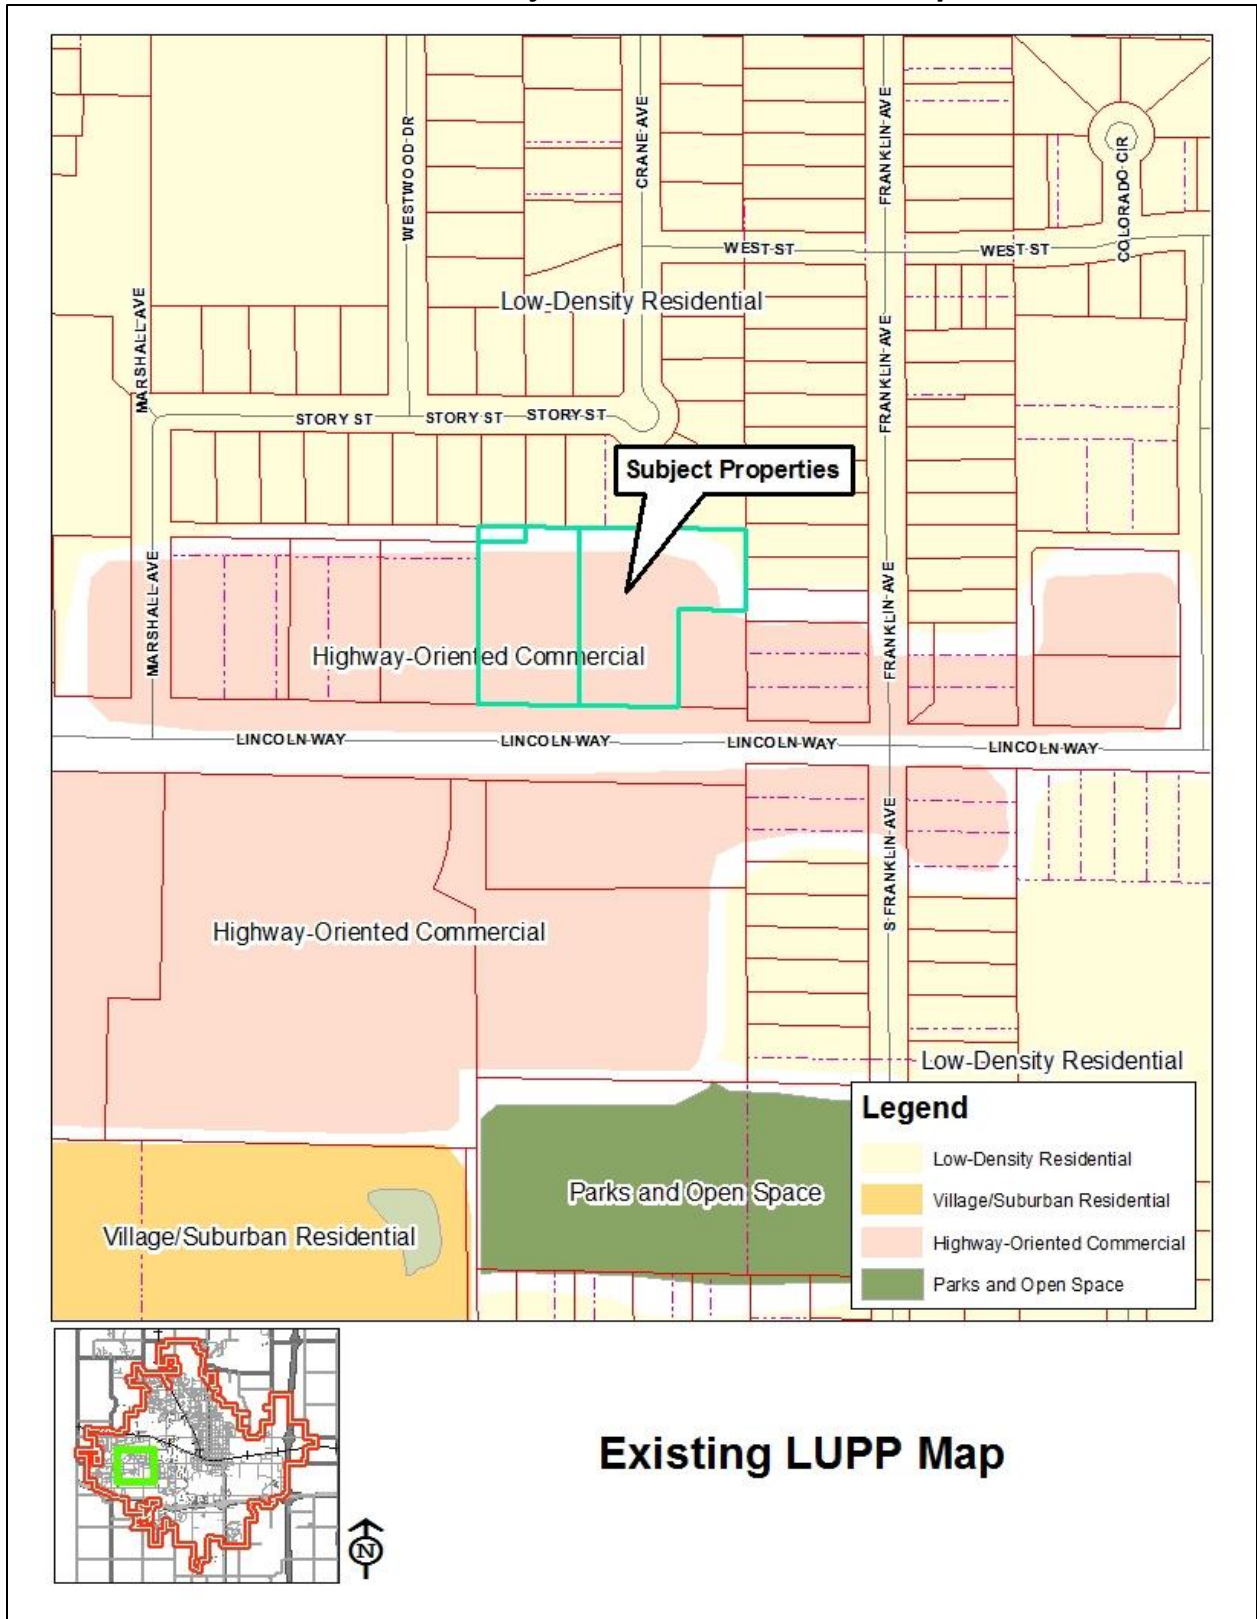 WESTWOOD DR
CRANE AVE
FRANKLIN AVE
COLORADO CIR
WEST ST
WEST ST
Low-Density Residential
MARSHALL AVE
FRANKLIN AVE
STORY ST
STORY ST
STORY ST
Subject Properties
MARSHALL AVE
FRANKLIN AVE
Highway-Oriented Commercial
LINCOLN WAY
LINCOLN WAY
LINCOLN WAY
LINCOLN WAY
S FRANKLIN AVE
Highway-Oriented Commercial
Low-Density Residential
Legend
Low-Density Residential
Village/Suburban Residential
Highway-Oriented Commercial
Parks and Open Space
Parks and Open Space
Village/Suburban Residential
Existing LUPP Map
N